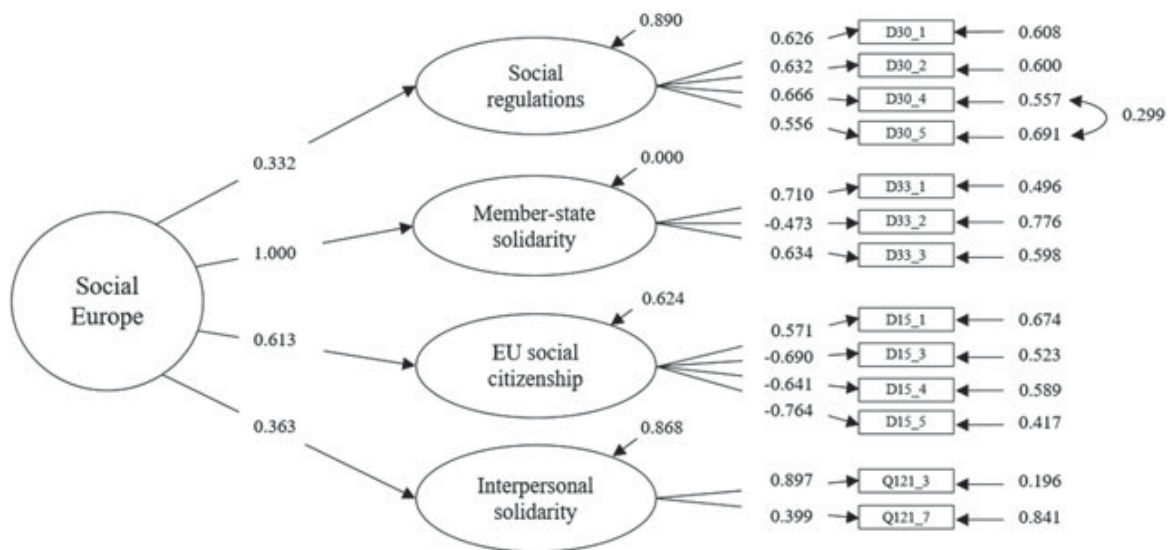 0.890
Social
regulations
0.626 D30_1 0.608
0.632 D30_2 0.600
0.666 D30_4 0.557
0.556 D30_5 0.691
0.299
0.332
0.000
Member-state
solidarity
0.710 D33_1 0.496
-0.473 D33_2 0.776
0.634 D33_3 0.598
1.000
Social
Europe
0.624
EU social
citizenship
0.571 D15_1 0.674
-0.690 D15_3 0.523
-0.641 D15_4 0.589
-0.764 D15_5 0.417
0.613
0.363
0.868
Interpersonal
solidarity
0.897 Q121_3 0.196
0.399 Q121_7 0.841